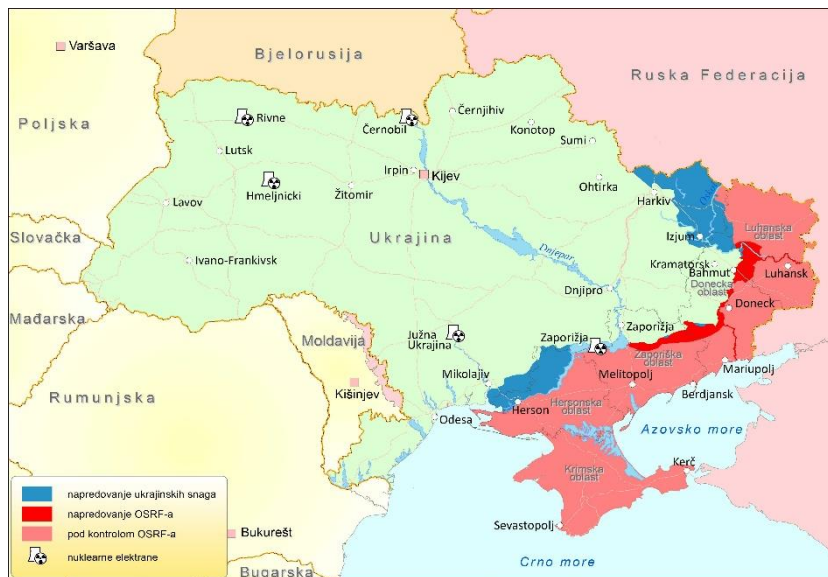 Varšava
Bjelorusija
Ruska Federacija
Poljska
Rivne
Černobil
Černjihiv
Konotop
Sumi
Lutsk
Irpin
Kijev
Ohtirka
Hmeljnicki
Žitomir
Harkiv
Lavov
Izjum
Luhanska
oblast
Slovačka
Ukrajina
Dnjepar
Ivano-Frankivsk
Kramatorsk
Bahmut
Luhansk
Donecka
oblast
Dnjipro
Doneck
Mađarska
Moldavija
Južna
Ukrajina
Zaporižja
Zaporižja
Zaporiška
oblast
Mariupolj
Kišinjev
Mikolajiv
Melitopolj
Berdjansk
Rumunjska
Herson
Hersonska
oblast
Odesa
Azovsko more
Krimska
oblast
Kerč
Sevastopolj
Crno more
Bukurešt
Bugarska
napredovanje ukrajinskih snaga
napredovanje OSRF-a
pod kontrolom OSRF-a
nuklearne elektrane